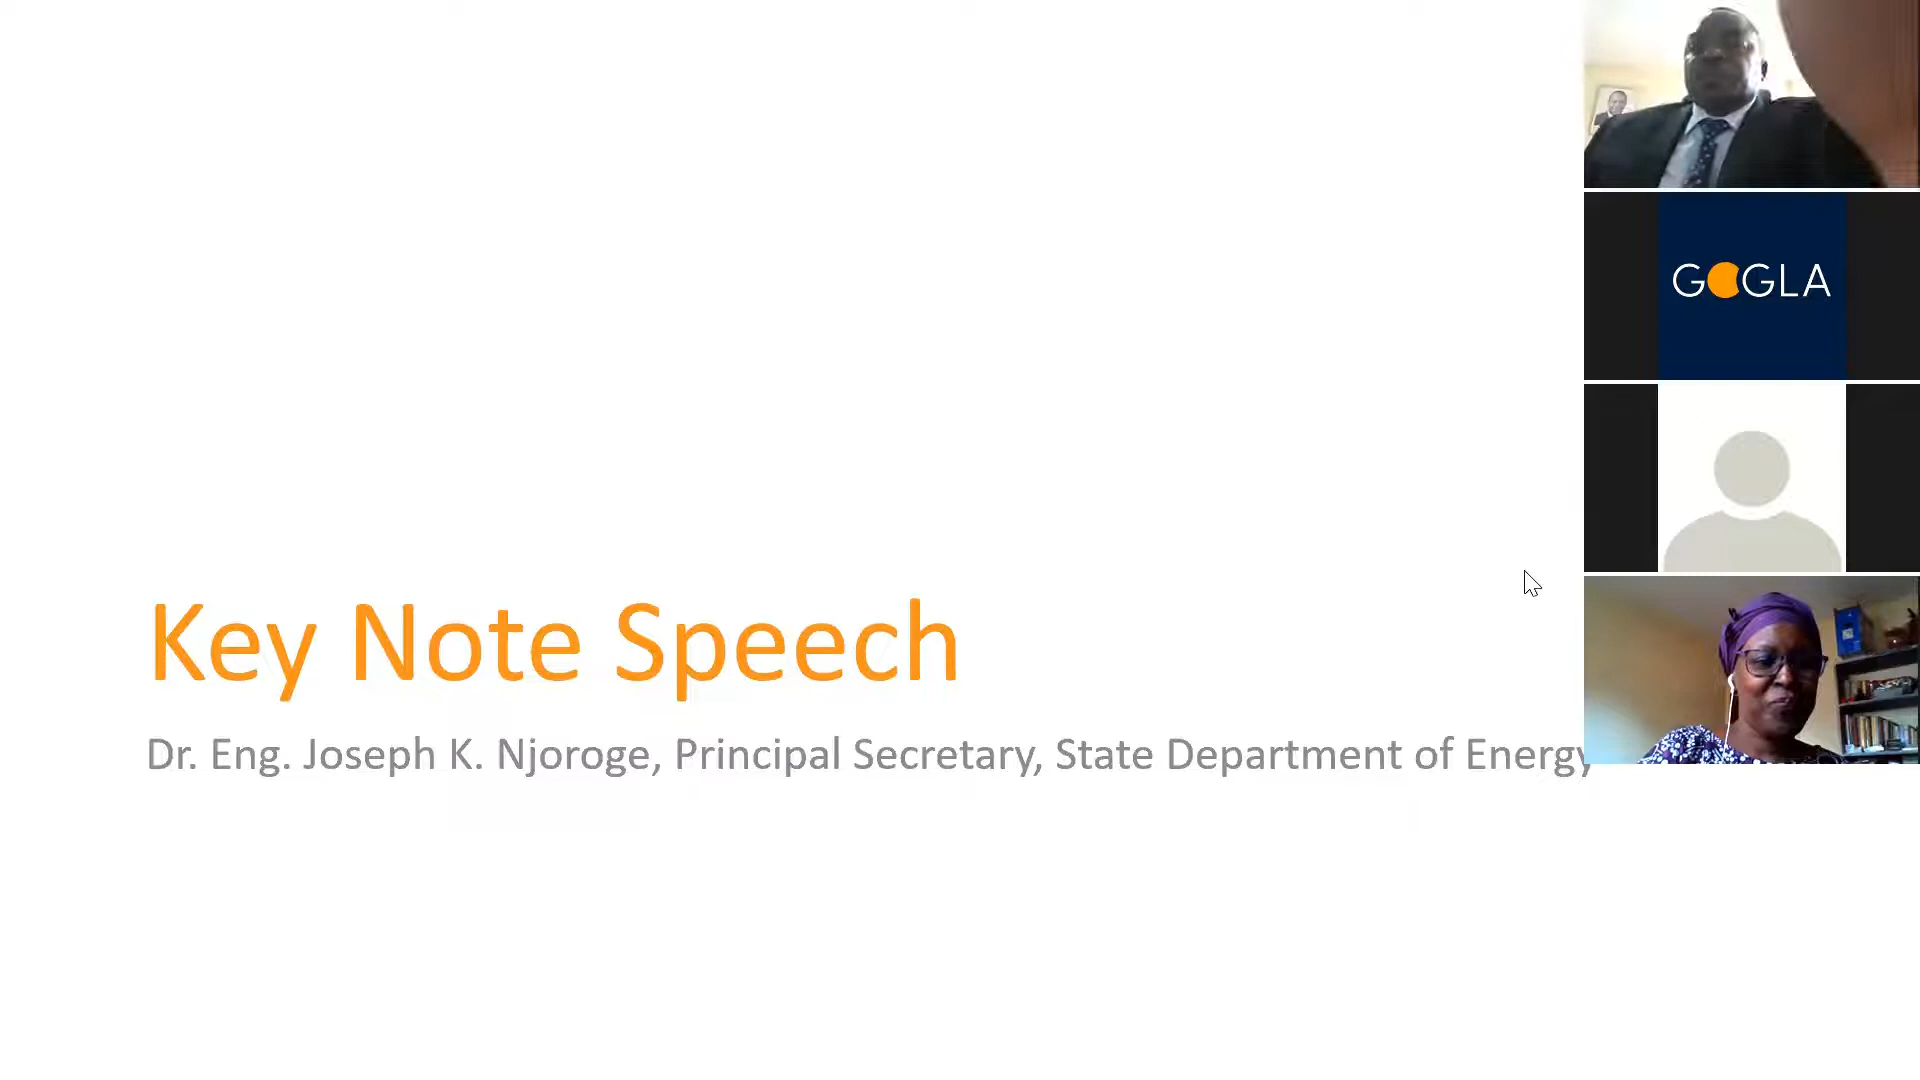 GOGLA
Key Note Speech
Dr. Eng. Joseph K. Njoroge, Principal Secretary, State Department of Energy